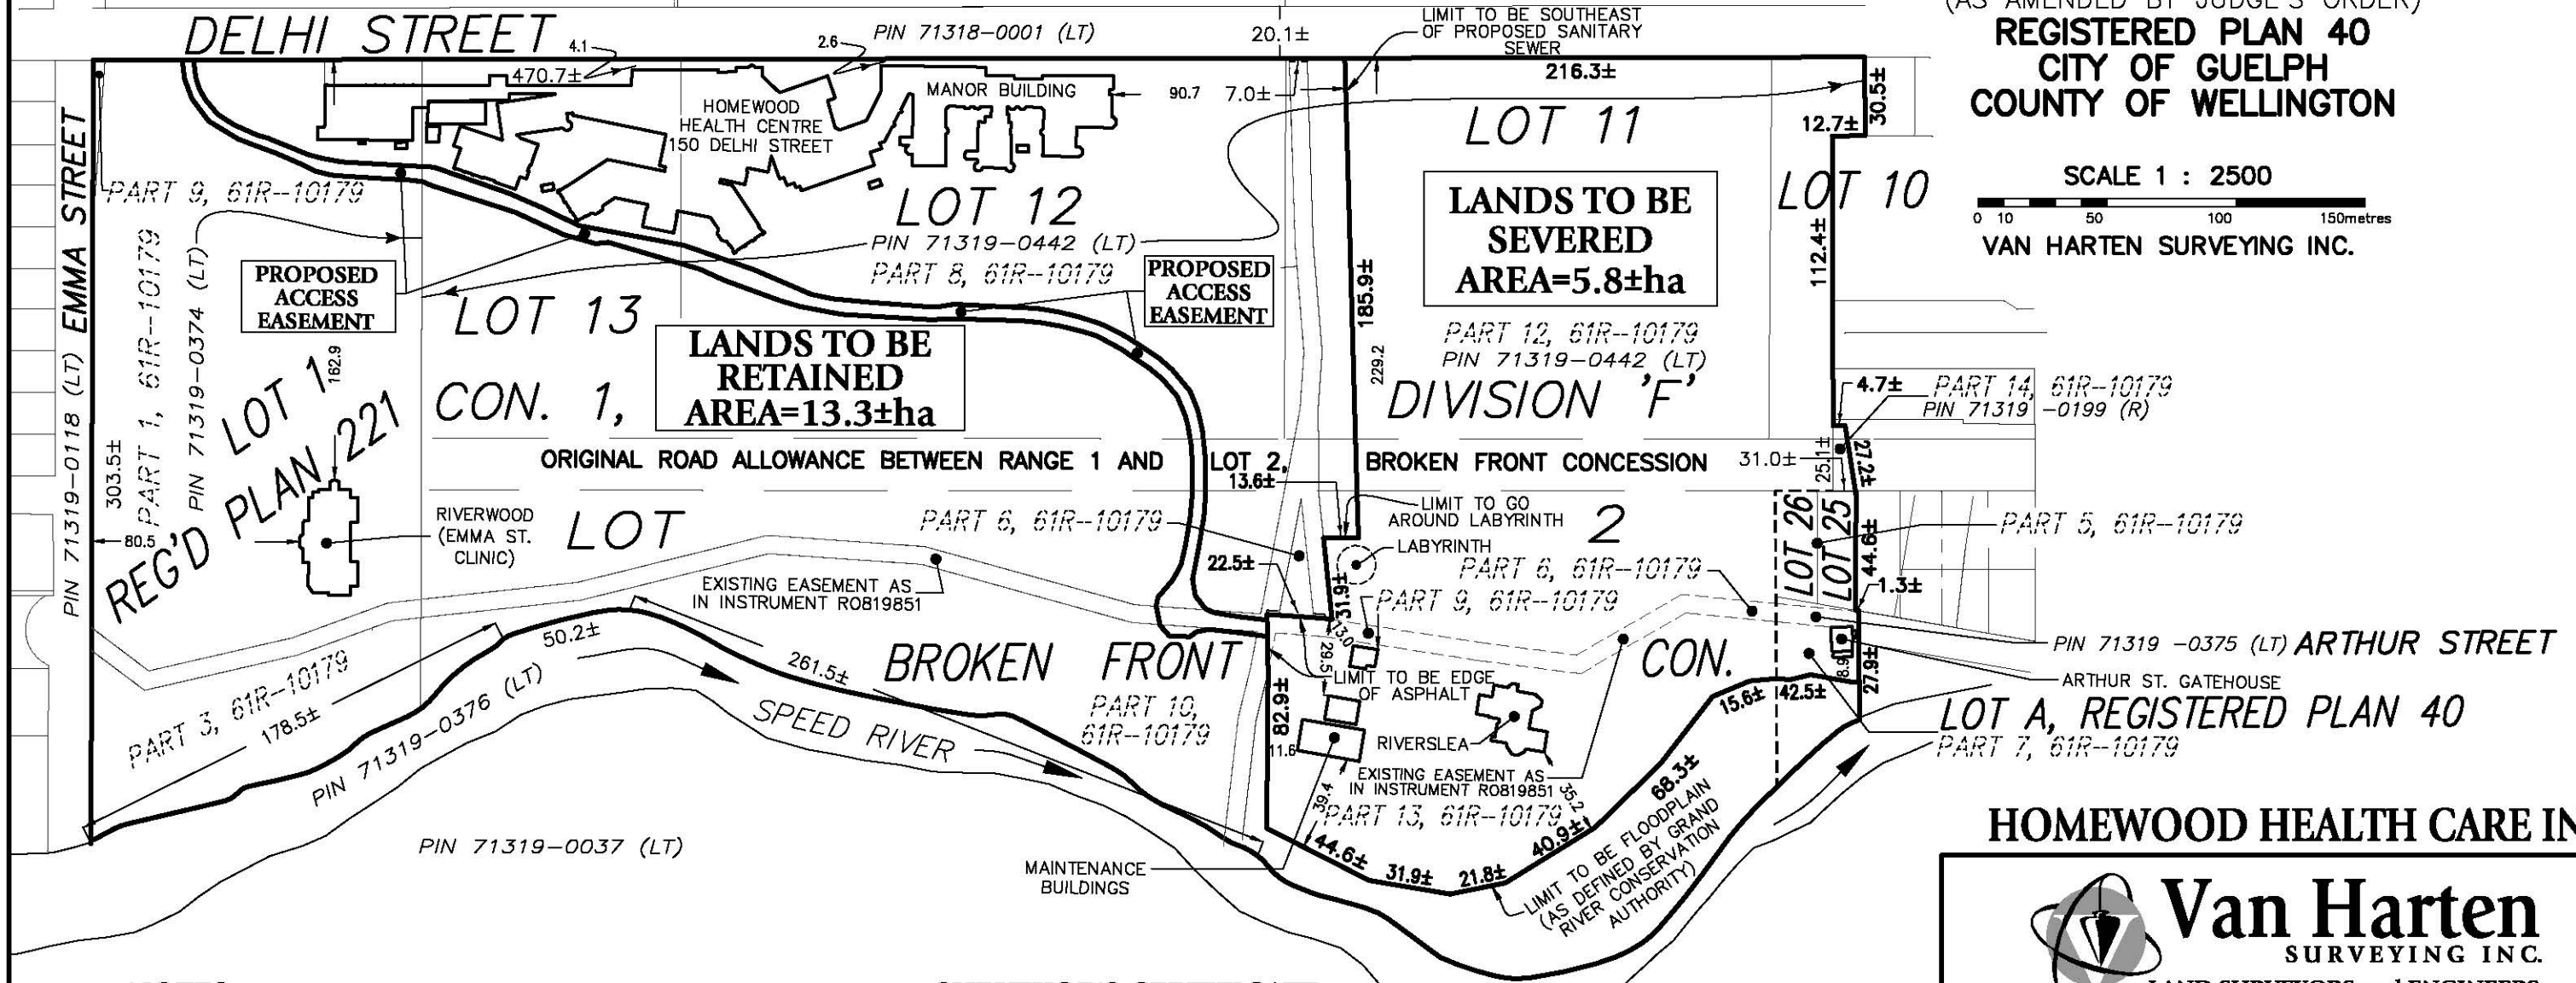 (AS AMENDED BY JUDGE'S ORDER)
REGISTERED PLAN 40
CITY OF GUELPH
COUNTY OF WELLINGTON
SCALE 1 : 2500
0 10 50 100 150metres
VAN HARTEN SURVEYING INC.
DELHI STREET
4.1
470.7±
2.6
PIN 71318-0001 (LT)
20.1±
LIMIT TO BE SOUTHEAST
OF PROPOSED SANITARY
SEWER
216.3±
30.5±
12.7±
MANOR BUILDING
90.7
7.0±
HOMEWOOD
HEALTH CENTRE
150 DELHI STREET
LOT 11
LOT 10
LOT 12
PIN 71319-0442 (LT)
PART 8, 61R--10179
PART 9, 61R--10179
PIN 71319-0118 (LT) EMMA STREET
PART 1, 61R--10179
PIN 71319-0374 (LT)
303.5±
162.9
PROPOSED
ACCESS
EASEMENT
LOT 13
LOT 1
REG'D PLAN 221
CON. 1,
LANDS TO BE
RETAINED
AREA=13.3±ha
PROPOSED
ACCESS
EASEMENT
185.9±
229.2
LANDS TO BE
SEVERED
AREA=5.8±ha
PART 12, 61R--10179
PIN 71319-0442 (LT)
DIVISION 'F'
112.4±
4.7±
PART 14, 61R--10179
PIN 71319 -0199 (R)
ORIGINAL ROAD ALLOWANCE BETWEEN RANGE 1 AND LOT 2, BROKEN FRONT CONCESSION
31.0±
25.1±
27.2±
13.6±
LIMIT TO GO
AROUND LABYRINTH
LABYRINTH
80.5
RIVERWOOD
(EMMA ST.
CLINIC)
LOT
2
PART 6, 61R--10179
22.5±
31.9±
PART 6, 61R--10179
PART 9, 61R--10179
LOT 26
LOT 25
44.6±
PART 5, 61R--10179
1.3±
EXISTING EASEMENT AS
IN INSTRUMENT RO819851
13.0
29.5
PIN 71319 -0375 (LT) ARTHUR STREET
8.9
27.9±
ARTHUR ST. GATEHOUSE
50.2±
261.5±
BROKEN FRONT
CON.
LIMIT TO BE EDGE
OF ASPHALT
82.9±
15.6±
42.5±
LOT A, REGISTERED PLAN 40
PART 7, 61R--10179
PART 3, 61R--10179
178.5±
PIN 71319-0376 (LT)
SPEED RIVER
PART 10,
61R--10179
11.6
RIVERSLEA
EXISTING EASEMENT AS
IN INSTRUMENT RO819851
39.4
35.2
PART 13, 61R--10179
68.3±
PIN 71319-0037 (LT)
MAINTENANCE
BUILDINGS
44.6±
31.9±
21.8±
40.9±
LIMIT TO BE FLOODPLAIN
(AS DEFINED BY GRAND
RIVER CONSERVATION
AUTHORITY)
HOMEWOOD HEALTH CARE
Van Harten
SURVEYING INC.